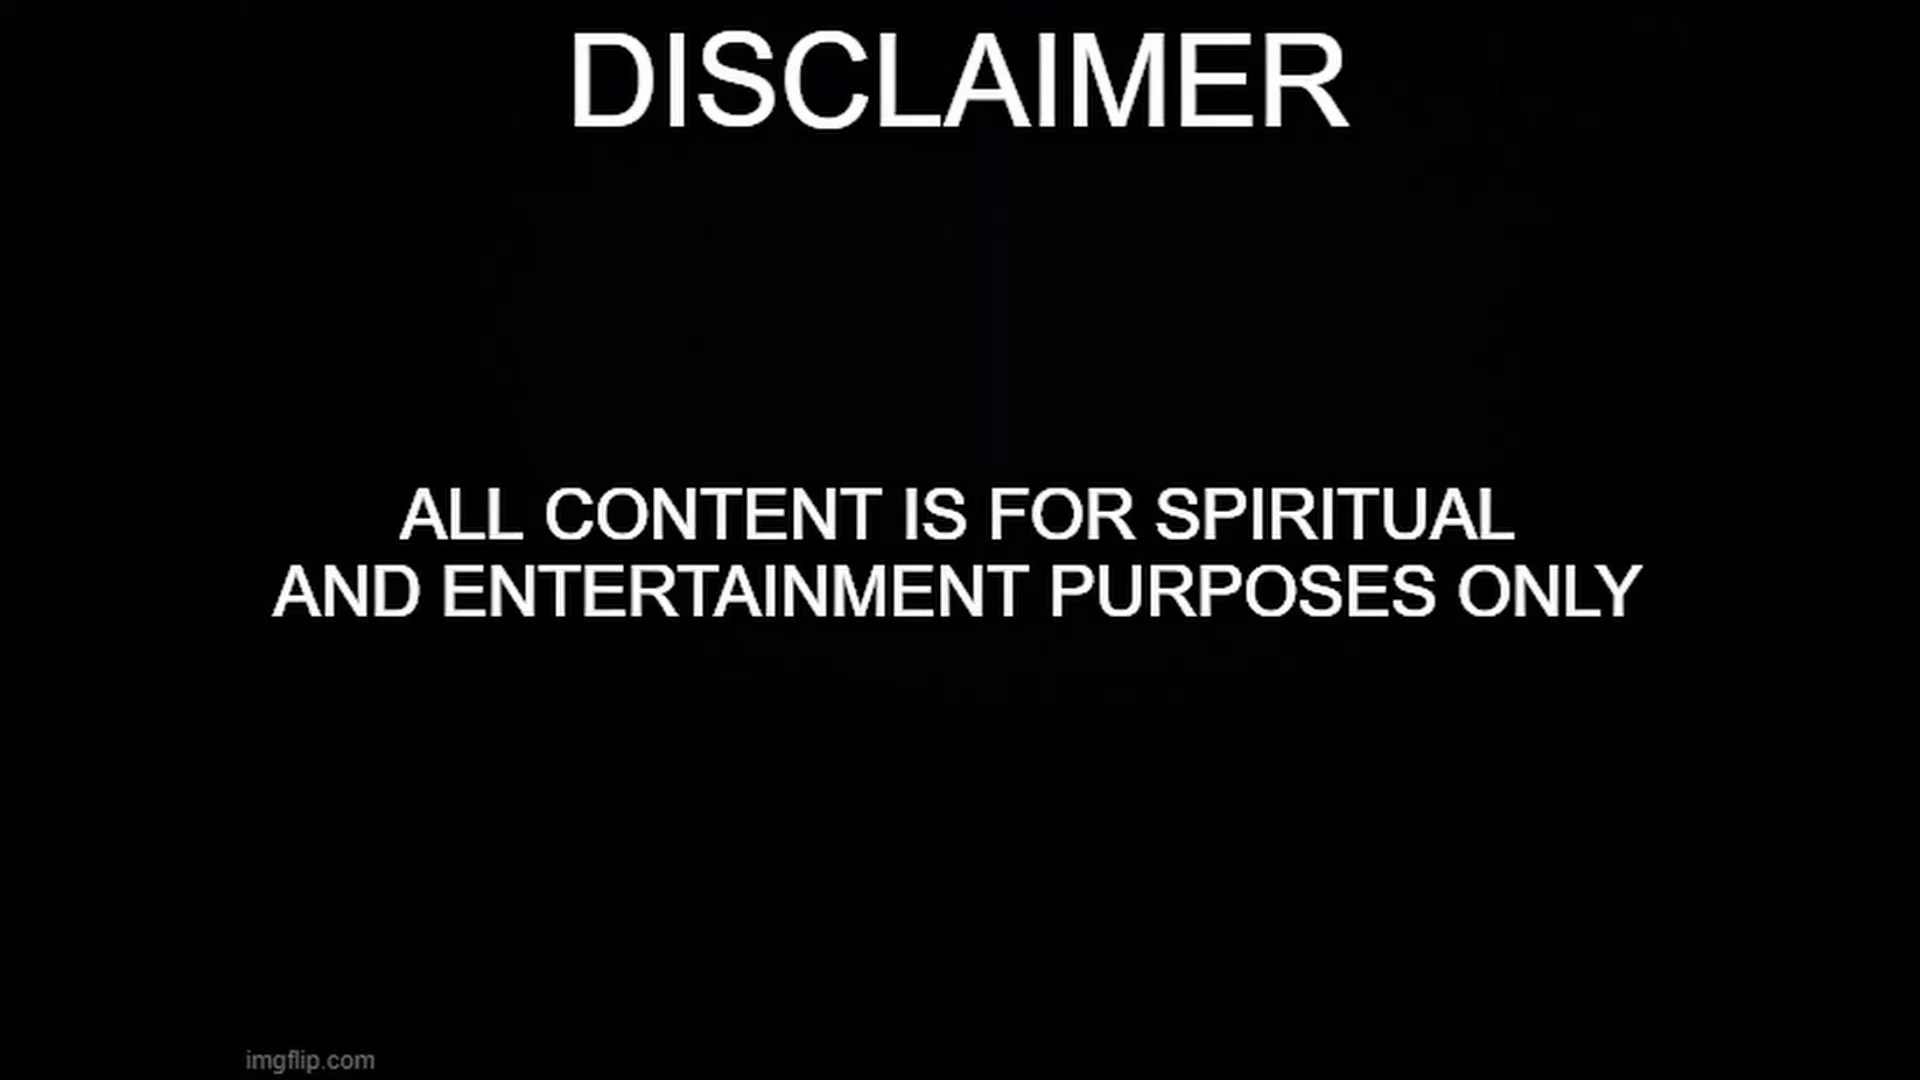 DISCLAIMER
ALL CONTENT IS FOR SPIRITUAL
AND ENTERTAINMENT PURPOSES ONLY
imgflip.com